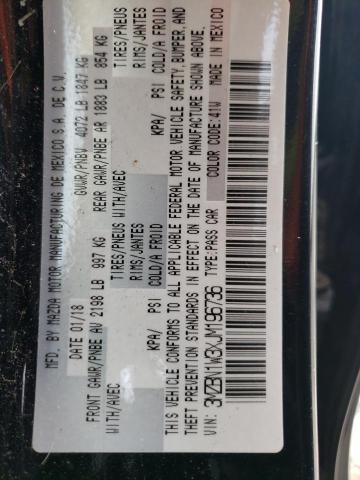 MFD. BY MAZDA MOTOR MANUFACTURING DE MEXICO S.A. DE C.V.
DATE 01/18 GVWR/PNBV 4072 LB 1847 KG
FRONT GAWR/PNBE AV 2198 LB 997 KG REAR GAWR/PNBE AR 1883 LB 854 KG
WITH/AVEC TIRES/PNEUS WITH/AVEC TIRES/PNEUS
RIMS/JANTES RIMS/JANTES
KPA/ PSI COLD/A FROID KPA/ PSI COLD/A FROID
THIS VEHICLE CONFORMS TO ALL APPLICABLE FEDERAL MOTOR VEHICLE SAFETY, BUMPER, AND
THEFT PREVENTION STANDARDS IN EFFECT ON THE DATE OF MANUFACTURE SHOWN ABOVE.
VIN: 3MZBN1W3XJM196736 TYPE: PASS CAR COLOR CODE: 41W MADE IN MEXICO